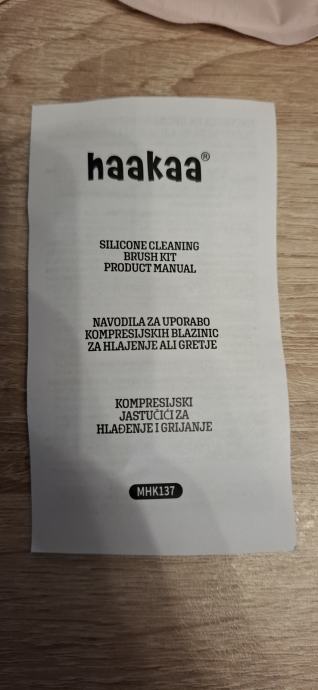 haakaa®
SILICONE CLEANING
BRUSH KIT
PRODUCT MANUAL
NAVODILA ZA UPORABO
KOMPRESIJSKIH BLAZINIC
ZA HLAJENJE ALI GRETJE
KOMPRESIJSKI
JASTUČIĆI ZA
HLAĐENJE I GRIJANJE
MHK137